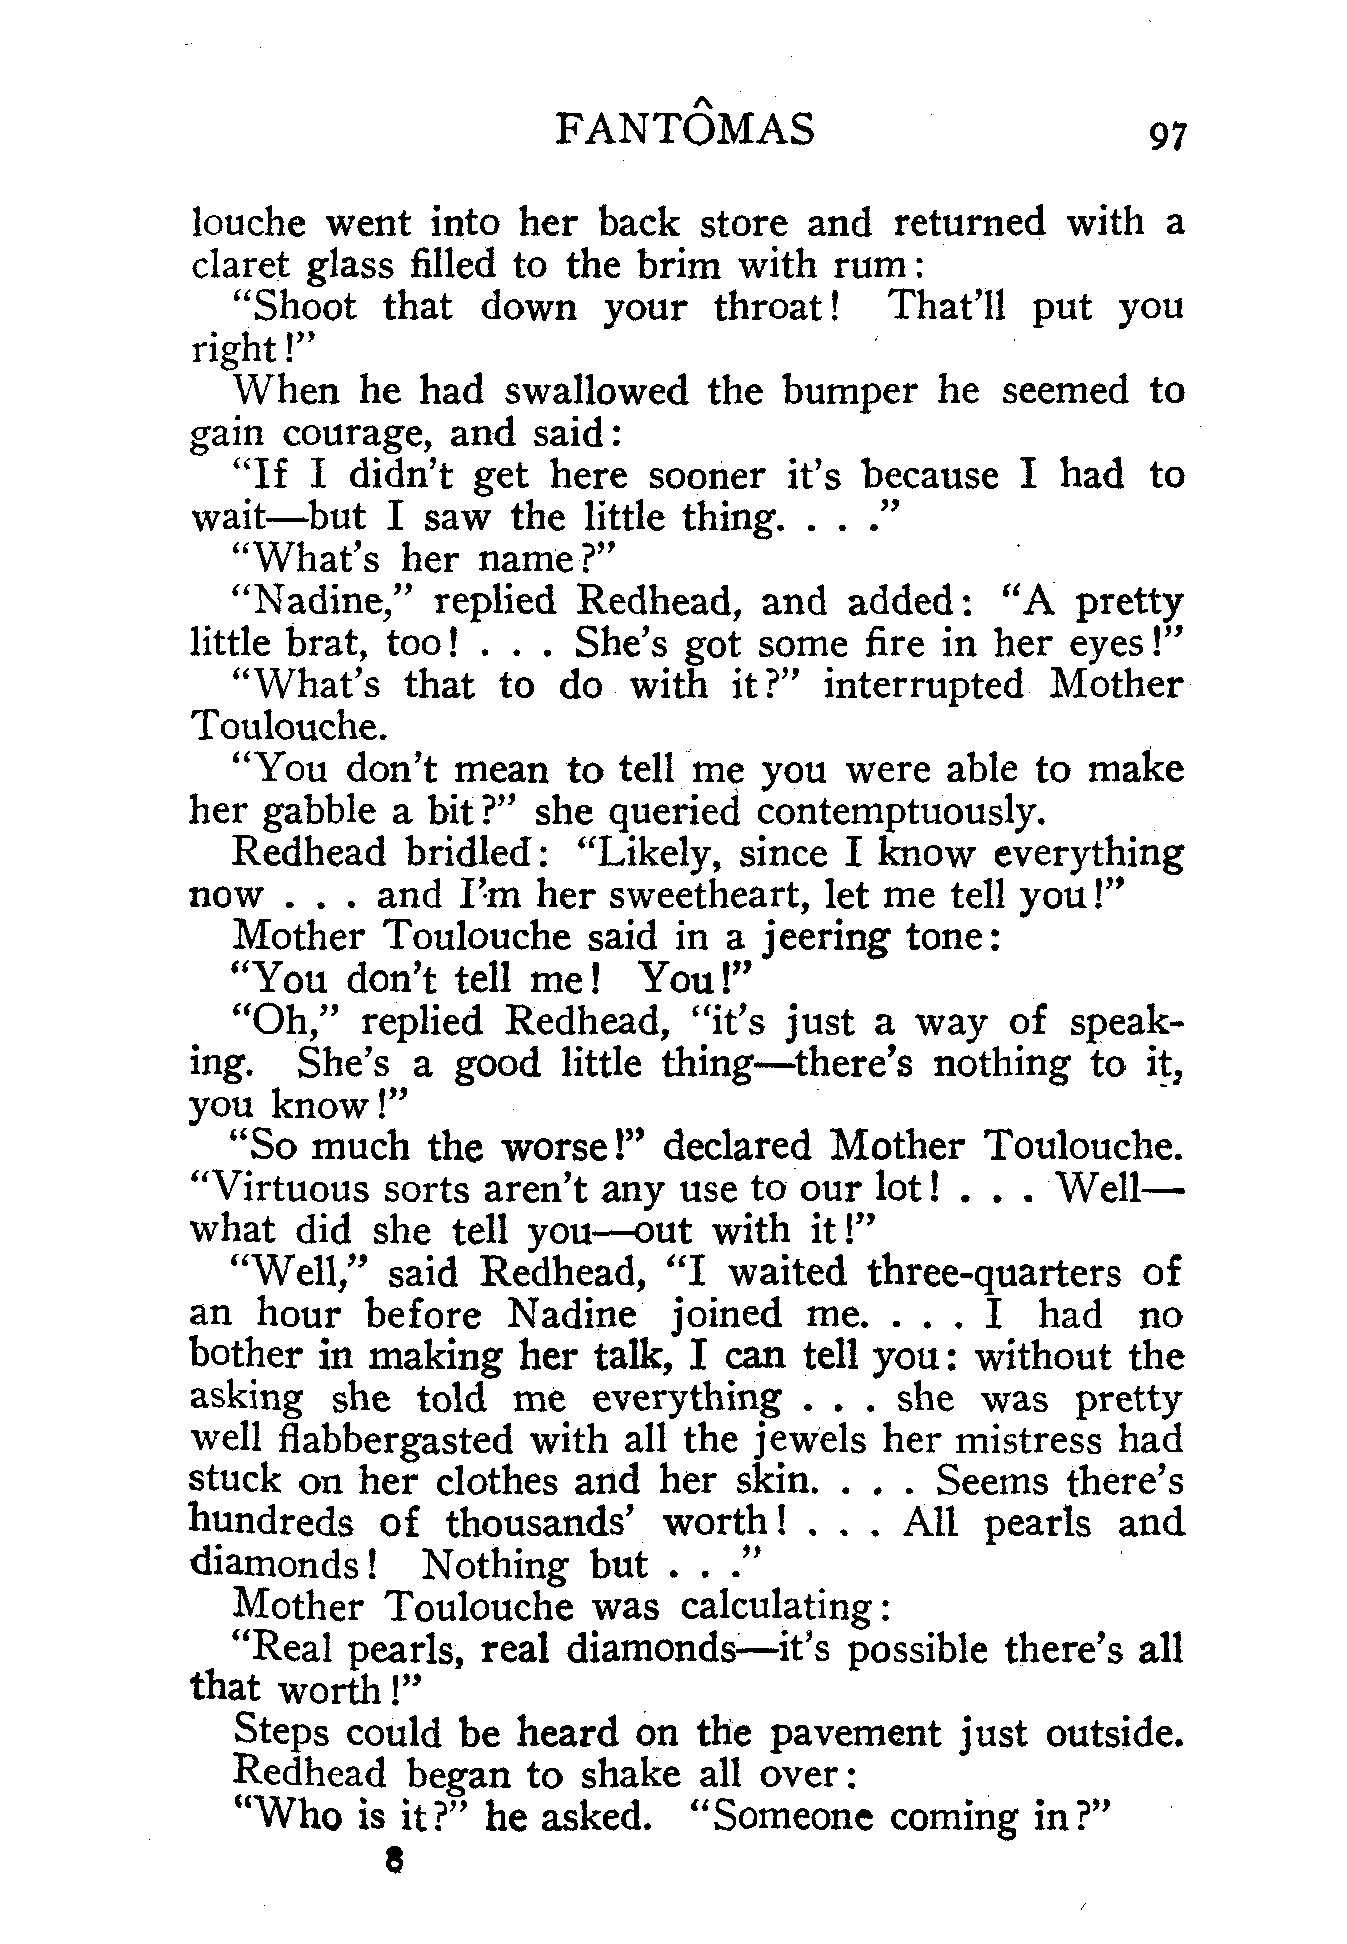 FANTÔMAS 97
louche went into her back store and returned with a
claret glass filled to the brim with rum:
"Shoot that down your throat! That'll put you
right!"
When he had swallowed the bumper he seemed to
gain courage, and said:
"If I didn't get here sooner it's because I had to
wait—but I saw the little thing. . . ."
"What's her name?"
"Nadine," replied Redhead, and added: "A pretty
little brat, too! . . . She's got some fire in her eyes!"
"What's that to do with it?" interrupted Mother
Toulouche.
"You don't mean to tell me you were able to make
her gabble a bit?" she queried contemptuously.
Redhead bridled: "Likely, since I know everything
now . . . and I'm her sweetheart, let me tell you!"
Mother Toulouche said in a jeering tone:
"You don't tell me! You!"
"Oh," replied Redhead, "it's just a way of speak-
ing. She's a good little thing—there's nothing to it,
you know!"
"So much the worse!" declared Mother Toulouche.
"Virtuous sorts aren't any use to our lot! . . . Well—
what did she tell you—out with it!"
"Well," said Redhead, "I waited three-quarters of
an hour before Nadine joined me. . . . I had no
bother in making her talk, I can tell you: without the
asking she told me everything . . . she was pretty
well flabbergasted with all the jewels her mistress had
stuck on her clothes and her skin. . . . Seems there's
hundreds of thousands' worth! . . . All pearls and
diamonds! Nothing but . . ."
Mother Toulouche was calculating:
"Real pearls, real diamonds—it's possible there's all
that worth!"
Steps could be heard on the pavement just outside.
Redhead began to shake all over:
"Who is it?" he asked. "Someone coming in?"
8